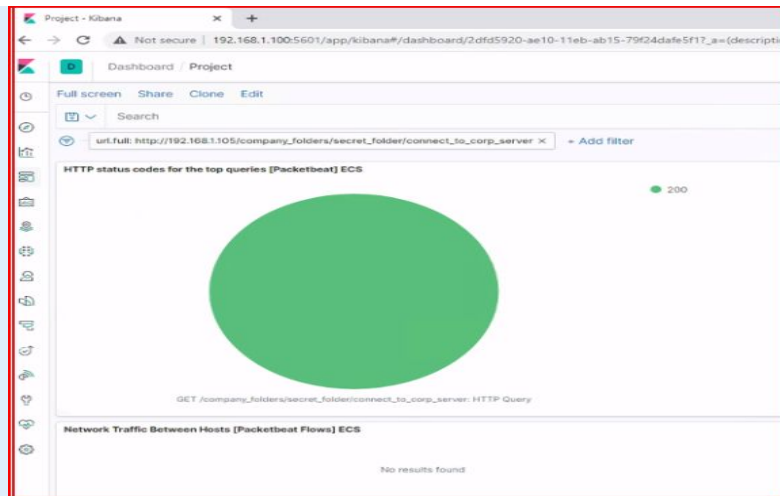 Project - Kibana
Not secure | 192.168.1.100:5601/app/kibana#/dashboard/2dfd5920-ae10-11eb-ab15-79f24dafe5f1?_a=(descripti
D Dashboard / Project
Full screen Share Clone Edit
Search
url.full: http://192.168.1.105/company_folders/secret_folder/connect_to_corp_server × + Add filter
HTTP status codes for the top queries [Packetbeat] ECS
200
GET /company_folders/secret_folder/connect_to_corp_server: HTTP Query
Network Traffic Between Hosts [Packetbeat Flows] ECS
No results found